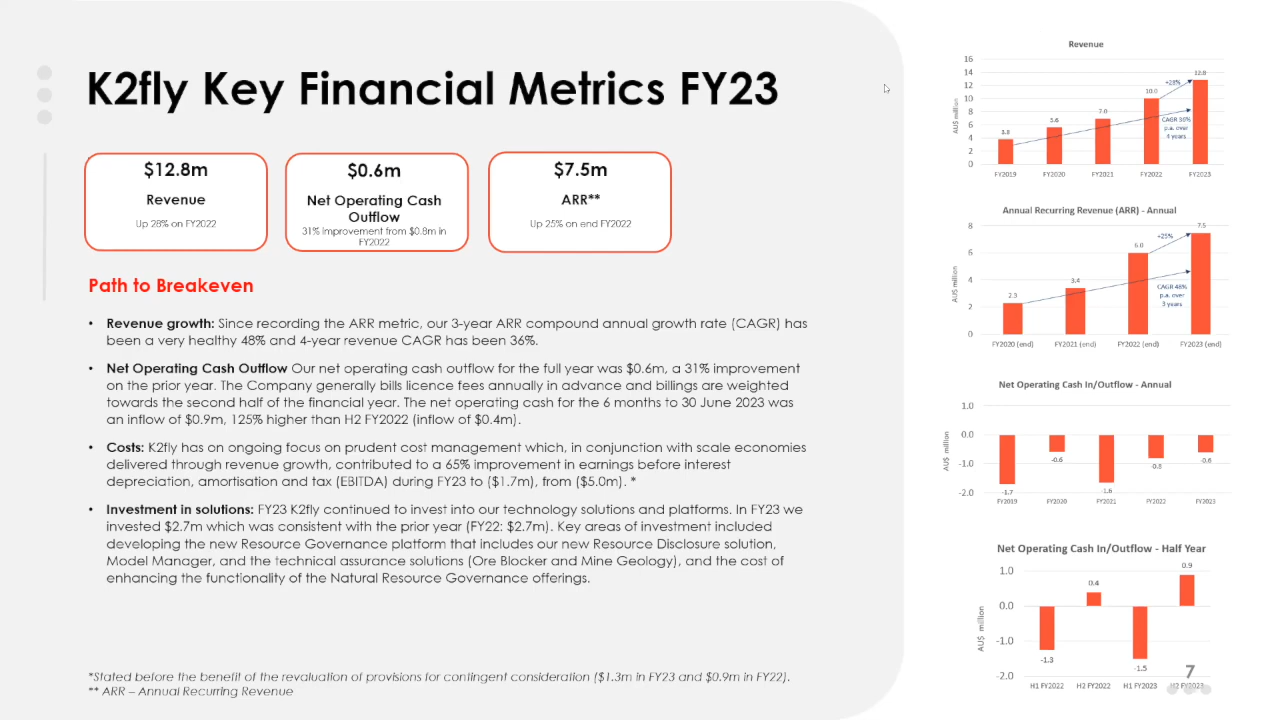 K2fly Key Financial Metrics FY23
$12.8m
Revenue
Up 28% on FY2022
$0.6m
Net Operating Cash
Outflow
31% improvement from $0.8m in
FY2022
$7.5m
ARR**
Up 25% on end FY2022
Path to Breakeven
• Revenue growth: Since recording the ARR metric, our 3-year ARR compound annual growth rate (CAGR) has
been a very healthy 48% and 4-year revenue CAGR has been 36%.
• Net Operating Cash Outflow Our net operating cash outflow for the full year was $0.6m, a 31% improvement
on the prior year. The Company generally bills licence fees annually in advance and billings are weighted
towards the second half of the financial year. The net operating cash for the 6 months to 30 June 2023 was
an inflow of $0.9m, 125% higher than H2 FY2022 (inflow of $0.4m).
• Costs: K2fly has on ongoing focus on prudent cost management which, in conjunction with scale economies
delivered through revenue growth, contributed to a 65% improvement in earnings before interest
depreciation, amortisation and tax (EBITDA) during FY23 to ($1.7m), from ($5.0m). *
• Investment in solutions: FY23 K2fly continued to invest into our technology solutions and platforms. In FY23 we
invested $2.7m which was consistent with the prior year (FY22: $2.7m). Key areas of investment included
developing the new Resource Governance platform that includes our new Resource Disclosure solution,
Model Manager, and the technical assurance solutions (Ore Blocker and Mine Geology), and the cost of
enhancing the functionality of the Natural Resource Governance offerings.
*Stated before the benefit of the revaluation of provisions for contingent consideration ($1.3m in FY23 and $0.9m in FY22).
** ARR – Annual Recurring Revenue
Revenue
AU$ million
16
14
12
10
8
6
4
2
0
3.8
5.6
7.0
10.0
12.8
+28%
CAGR 36%
p.a. over
4 years
FY2019 FY2020 FY2021 FY2022 FY2023
Annual Recurring Revenue (ARR) - Annual
AU$ million
8
6
4
2
0
2.3
3.4
6.0
7.5
+25%
CAGR 48%
p.a. over
3 years
FY2020 (end) FY2021 (end) FY2022 (end) FY2023 (end)
Net Operating Cash In/Outflow - Annual
AU$ million
1.0
0.0
-1.0
-2.0
-1.7
-0.6
-1.6
-0.8
-0.6
FY2019 FY2020 FY2021 FY2022 FY2023
Net Operating Cash In/Outflow - Half Year
AU$ million
1.0
0.0
-1.0
-2.0
-1.3
0.4
-1.5
0.9
H1 FY2022 H2 FY2022 H1 FY2023 H2 FY2023
7